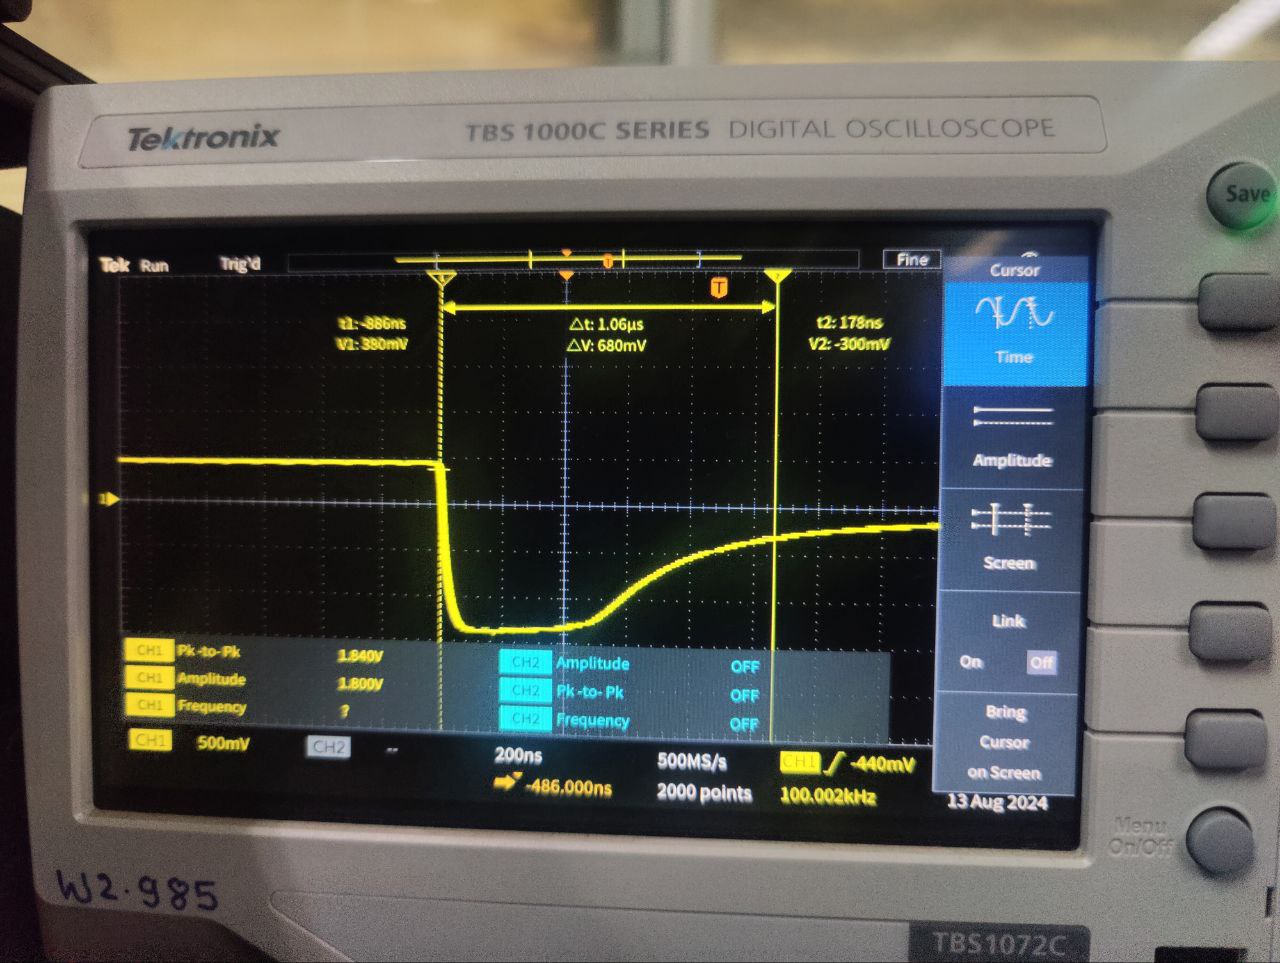 Tektronix TBS 1000C SERIES DIGITAL OSCILLOSCOPE
Save
Tek Run Trig'd Fine
Cursor
T
t1: -886ns Δt: 1.06µs t2: 178ns
V1: 380mV ΔV: 680mV V2: -300mV
Time
Amplitude
Screen
Link
On Off
Bring
Cursor
on Screen
1
CH1 Pk-to-Pk 1.840V CH2 Amplitude OFF
CH1 Amplitude 1.800V CH2 Pk-to-Pk OFF
CH1 Frequency ? CH2 Frequency OFF
CH1 500mV CH2 -- 200ns 500MS/s CH1 -440mV
-486.000ns 2000 points 100.002kHz
13 Aug 2024
Menu
On/Off
W2.985
TBS1072C